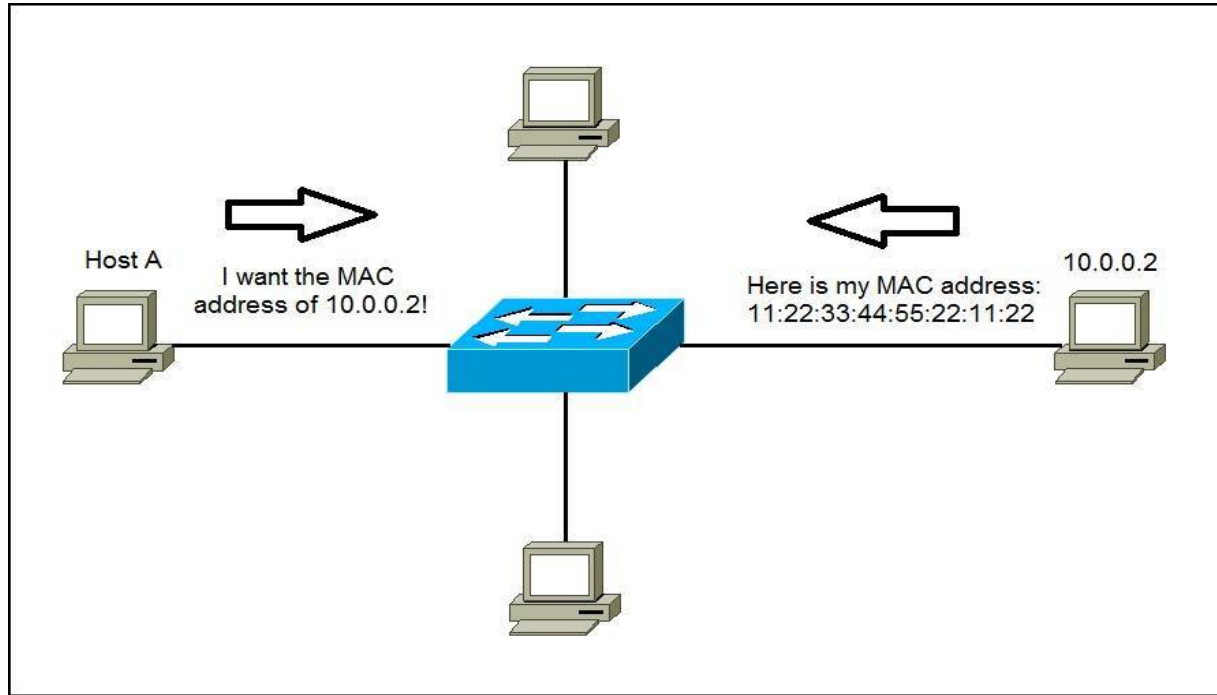 Host A
I want the MAC
address of 10.0.0.2!
10.0.0.2
Here is my MAC address:
11:22:33:44:55:22:11:22